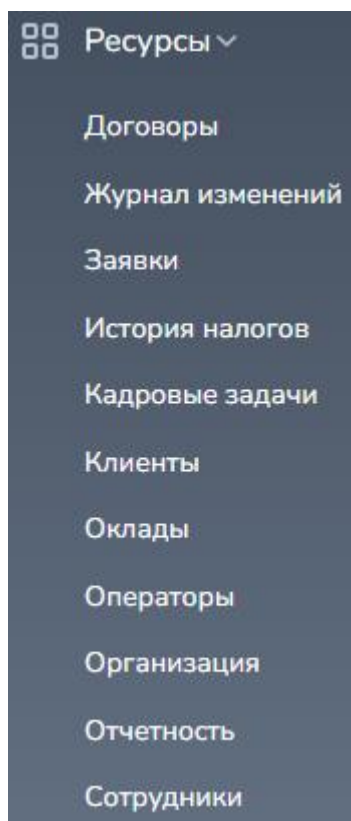 Ресурсы
Договоры
Журнал изменений
Заявки
История налогов
Кадровые задачи
Клиенты
Оклады
Операторы
Организация
Отчетность
Сотрудники